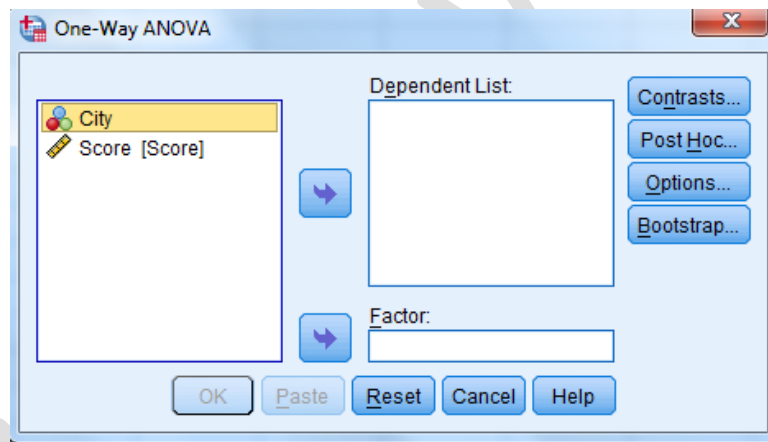 One-Way ANOVA
x
City
Score [Score]
Dependent List:
Factor:
Contrasts...
Post Hoc...
Options...
Bootstrap...
OK
Paste
Reset
Cancel
Help